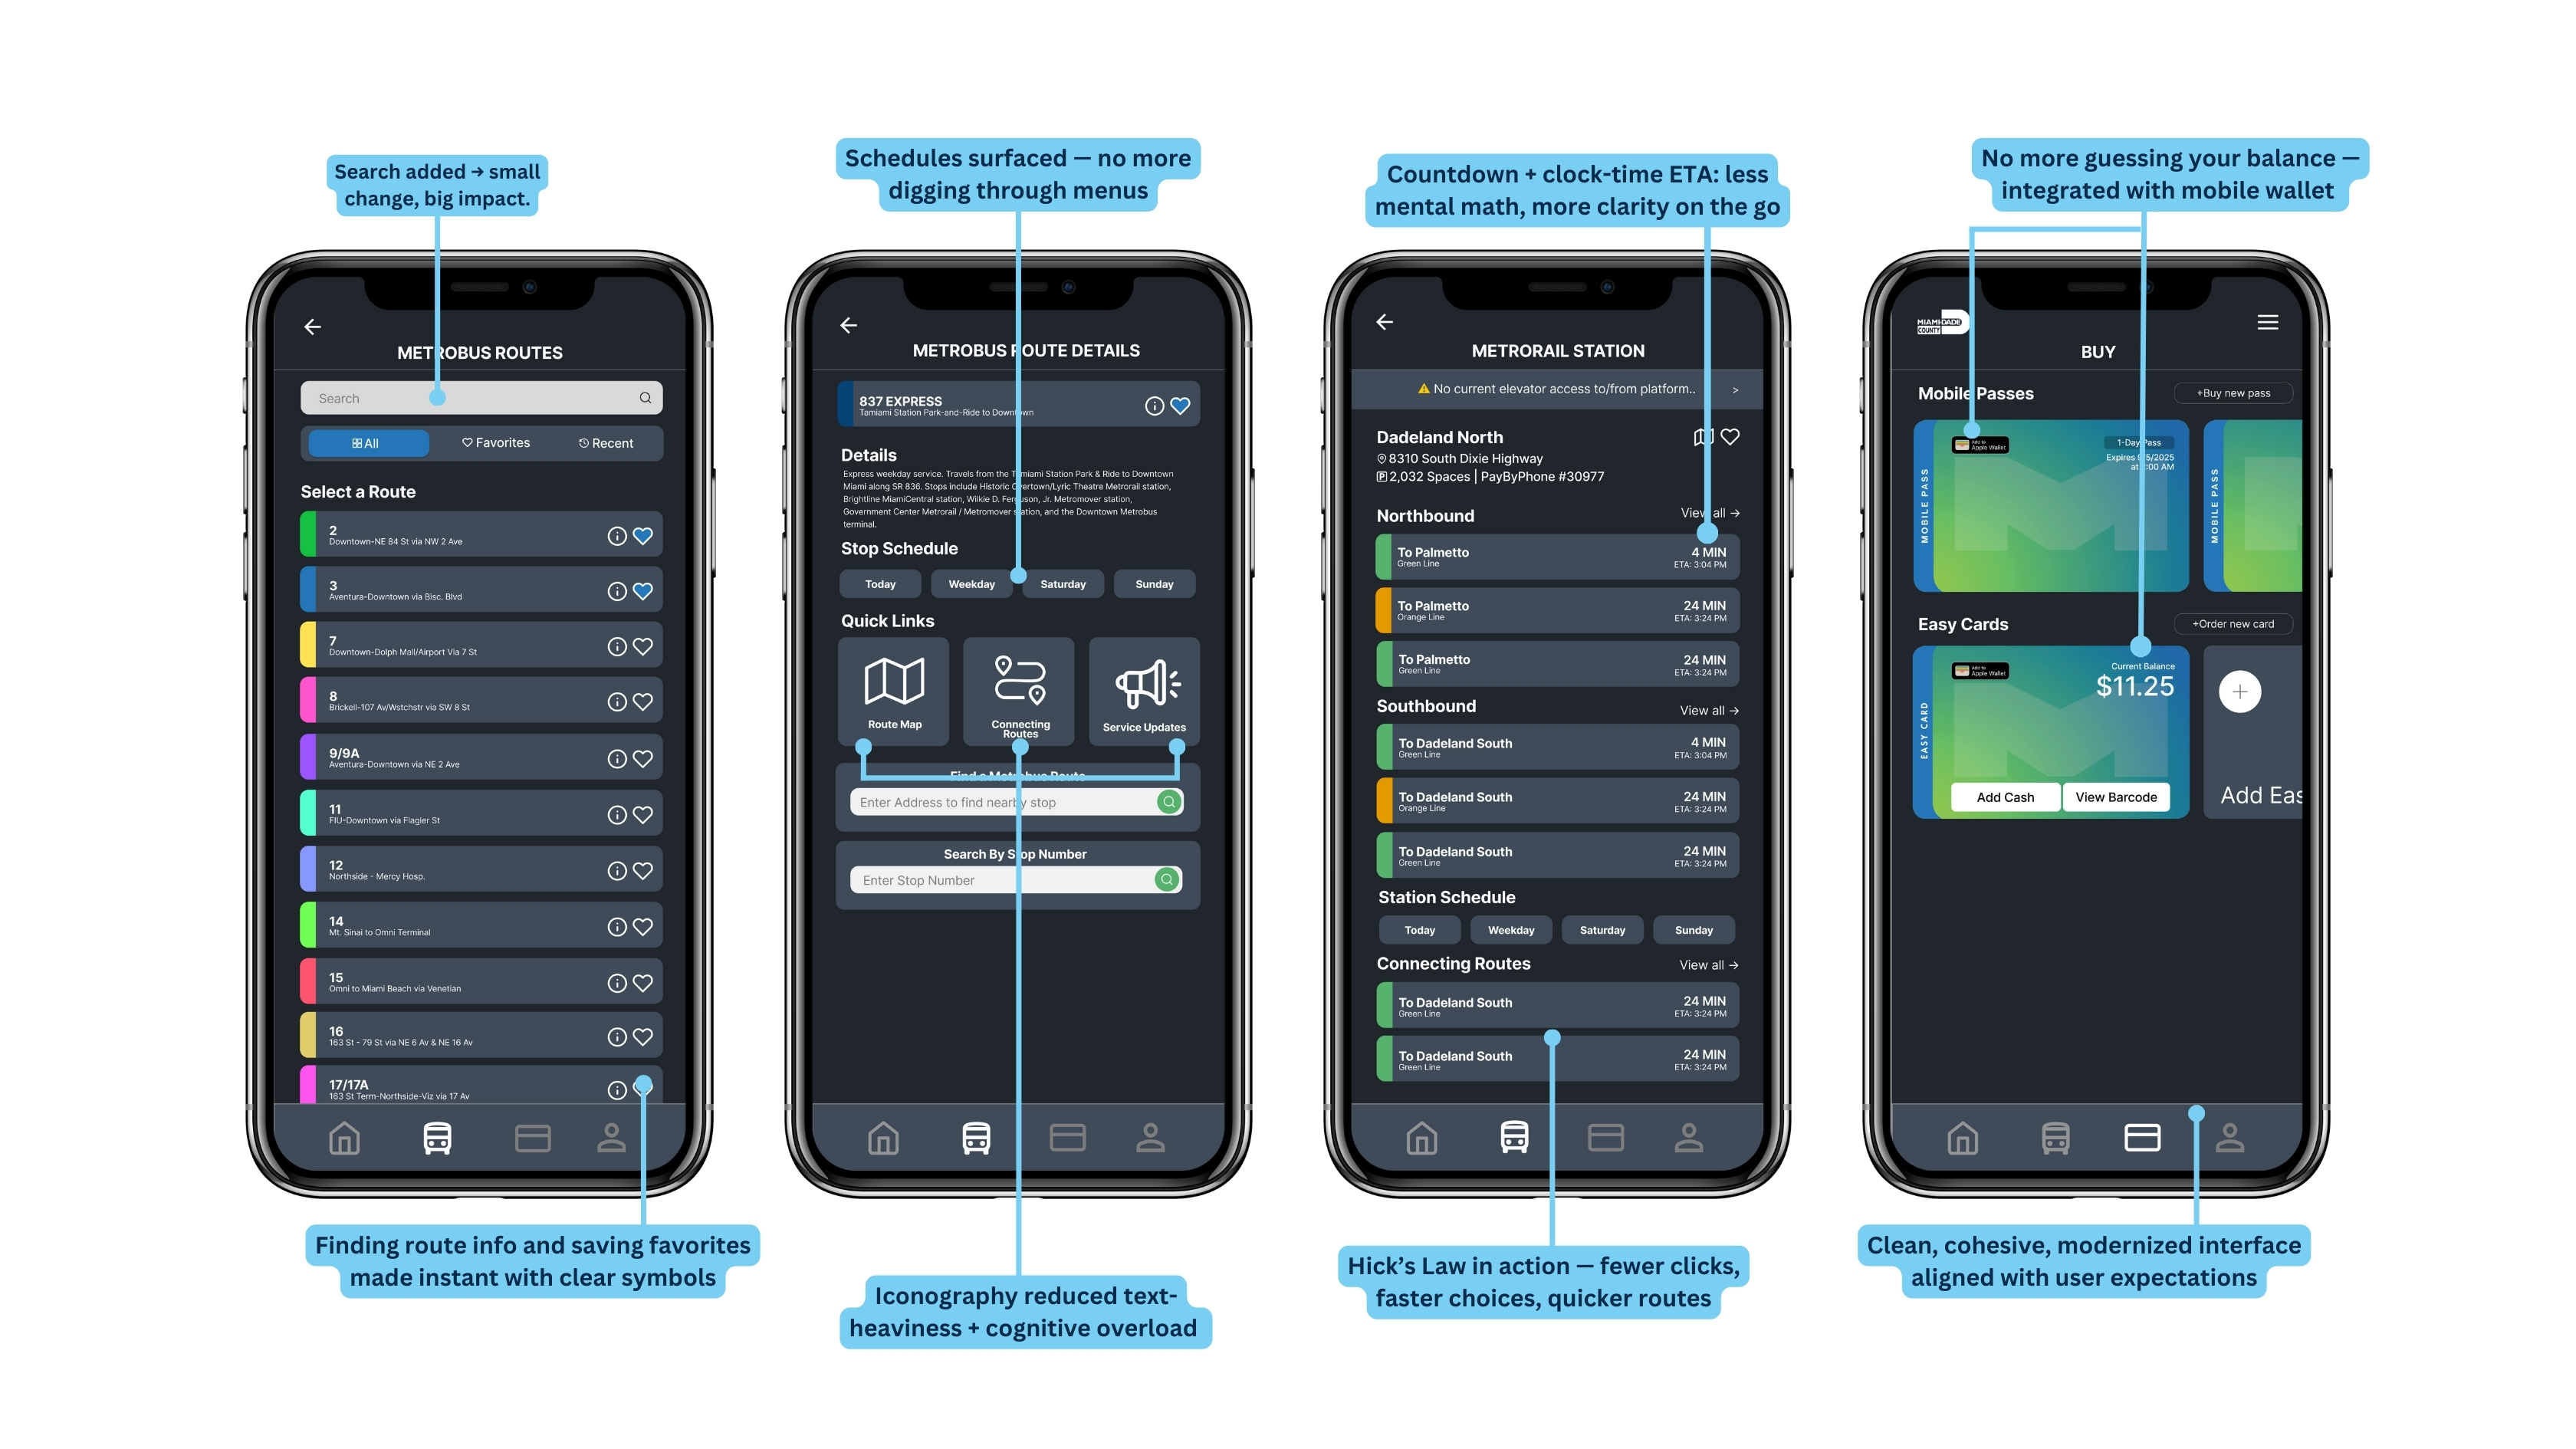 Search added → small
change, big impact.
Schedules surfaced — no more
digging through menus
Countdown + clock-time ETA: less
mental math, more clarity on the go
No more guessing your balance —
integrated with mobile wallet
METROBUS ROUTES
Search
All
Favorites
Recent
Select a Route
2
Downtown-NE 84 St via NW 2 Ave
3
Aventura-Downtown via Bisc. Blvd
7
Downtown-Dolph Mall/Airport Via 7 St
8
Brickell-107 Av/Wstchstr via SW 8 St
9/9A
Aventura-Downtown via NE 2 Ave
11
FIU-Downtown via Flagler St
12
Northside - Mercy Hosp.
14
Mt. Sinai to Omni Terminal
15
Omni to Miami Beach via Venetian
16
163 St - 79 St via NE 6 Av & NE 16 Av
17/17A
163 St Term-Northside-Viz via 17 Av
Finding route info and saving favorites
made instant with clear symbols
METROBUS ROUTE DETAILS
837 EXPRESS
Tamiami Station Park-and-Ride to Downtown
Details
Express weekday service. Travels from the Tamiami Station Park & Ride to Downtown
Miami along SR 836. Stops include Historic Overtown/Lyric Theatre Metrorail station,
Brightline MiamiCentral station, Wilkie D. Ferguson, Jr. Metromover station,
Government Center Metrorail / Metromover station, and the Downtown Metrobus
terminal.
Stop Schedule
Today
Weekday
Saturday
Sunday
Quick Links
Route Map
Connecting
Routes
Service Updates
Find a Metrobus Route
Enter Address to find nearby stop
Search By Stop Number
Enter Stop Number
Iconography reduced text-
heaviness + cognitive overload
METRORAIL STATION
No current elevator access to/from platform.. >
Dadeland North
8310 South Dixie Highway
P 2,032 Spaces | PayByPhone #30977
Northbound
View all →
To Palmetto
Green Line
4 MIN
ETA: 3:04 PM
To Palmetto
Orange Line
24 MIN
ETA: 3:24 PM
To Palmetto
Green Line
24 MIN
ETA: 3:24 PM
Southbound
View all →
To Dadeland South
Green Line
4 MIN
ETA: 3:04 PM
To Dadeland South
Orange Line
24 MIN
ETA: 3:24 PM
To Dadeland South
Green Line
24 MIN
ETA: 3:24 PM
Station Schedule
Today
Weekday
Saturday
Sunday
Connecting Routes
View all →
To Dadeland South
Green Line
24 MIN
ETA: 3:24 PM
To Dadeland South
Green Line
24 MIN
ETA: 3:24 PM
Hick's Law in action — fewer clicks,
faster choices, quicker routes
MIAMI-DADE
COUNTY
BUY
Mobile Passes
+Buy new pass
MOBILE PASS
Add to
Apple Wallet
1-Day Pass
Expires
at
MOBILE PASS
Easy Cards
+Order new card
EASY CARD
Add to
Apple Wallet
Current Balance
$11.25
Add Cash
View Barcode
Add Eas
Clean, cohesive, modernized interface
aligned with user expectations